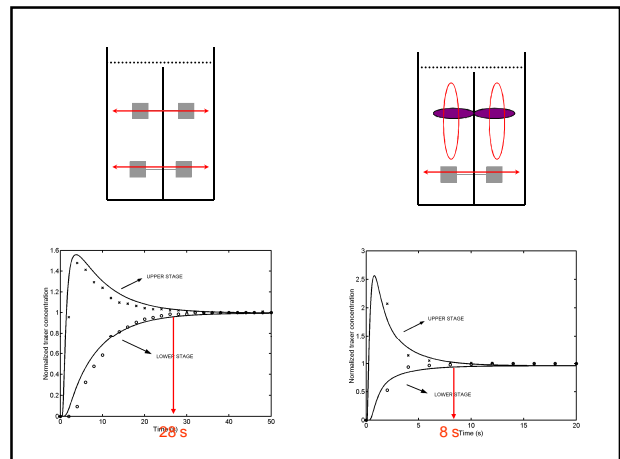 1.6
1.4
1.2
1
0.8
0.6
0.4
0.2
0
Normalized tracer concentration
UPPER STAGE
LOWER STAGE
0 10 20 30 40 50
Time (s)
28 s
3
2.5
2
1.5
1
0.5
0
Normalized tracer concentration
UPPER STAGE
LOWER STAGE
0 5 10 15 20
Time (s)
8 s